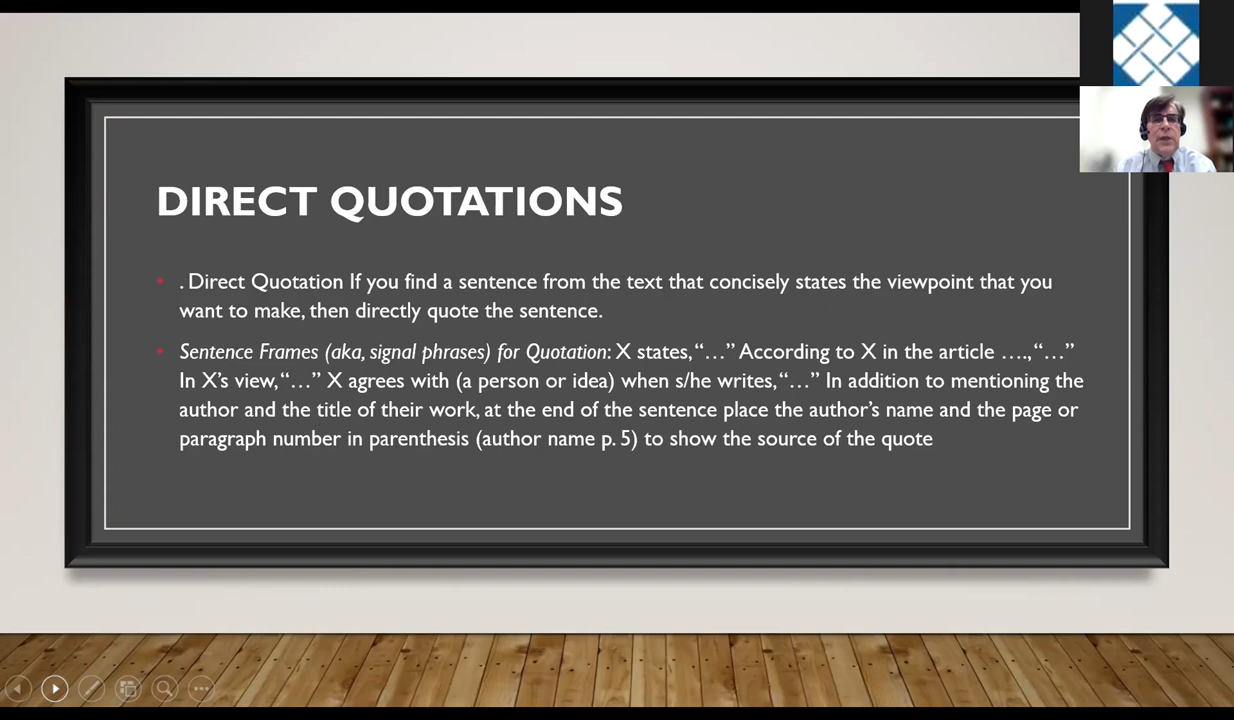 DIRECT QUOTATIONS
• . Direct Quotation If you find a sentence from the text that concisely states the viewpoint that you
want to make, then directly quote the sentence.
• Sentence Frames (aka, signal phrases) for Quotation: X states, “…” According to X in the article …., “…”
In X’s view, “…” X agrees with (a person or idea) when s/he writes, “…” In addition to mentioning the
author and the title of their work, at the end of the sentence place the author’s name and the page or
paragraph number in parenthesis (author name p. 5) to show the source of the quote